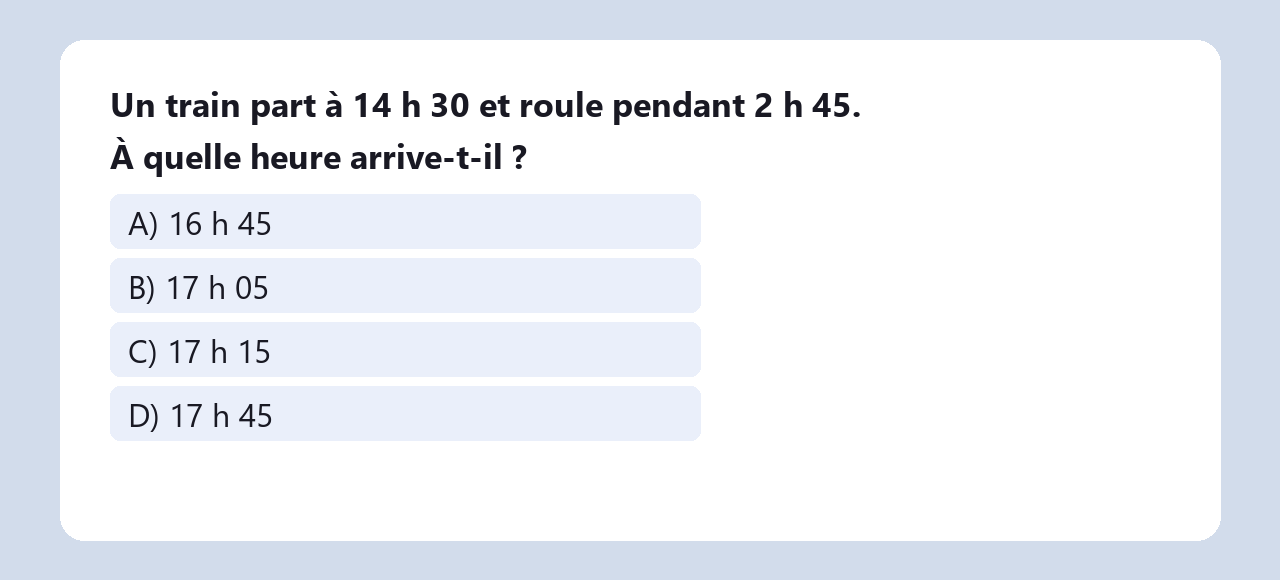 Un train part à 14 h 30 et roule pendant 2 h 45.
À quelle heure arrive-t-il ?
A) 16 h 45
B) 17 h 05
C) 17 h 15
D) 17 h 45